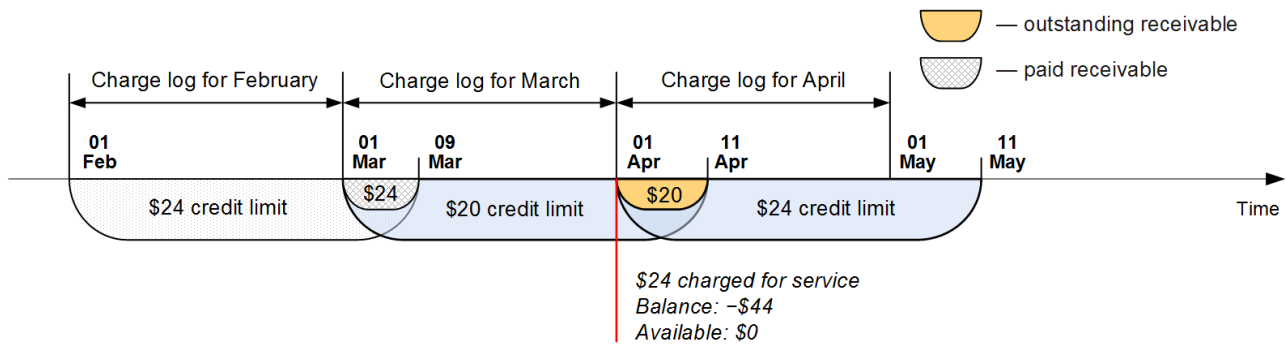 — outstanding receivable
— paid receivable
Charge log for February
Charge log for March
Charge log for April
01
Feb
01
Mar
09
Mar
01
Apr
11
Apr
01
May
11
May
$24 credit limit
$24
$20 credit limit
$20
$24 credit limit
Time
$24 charged for service
Balance: −$44
Available: $0